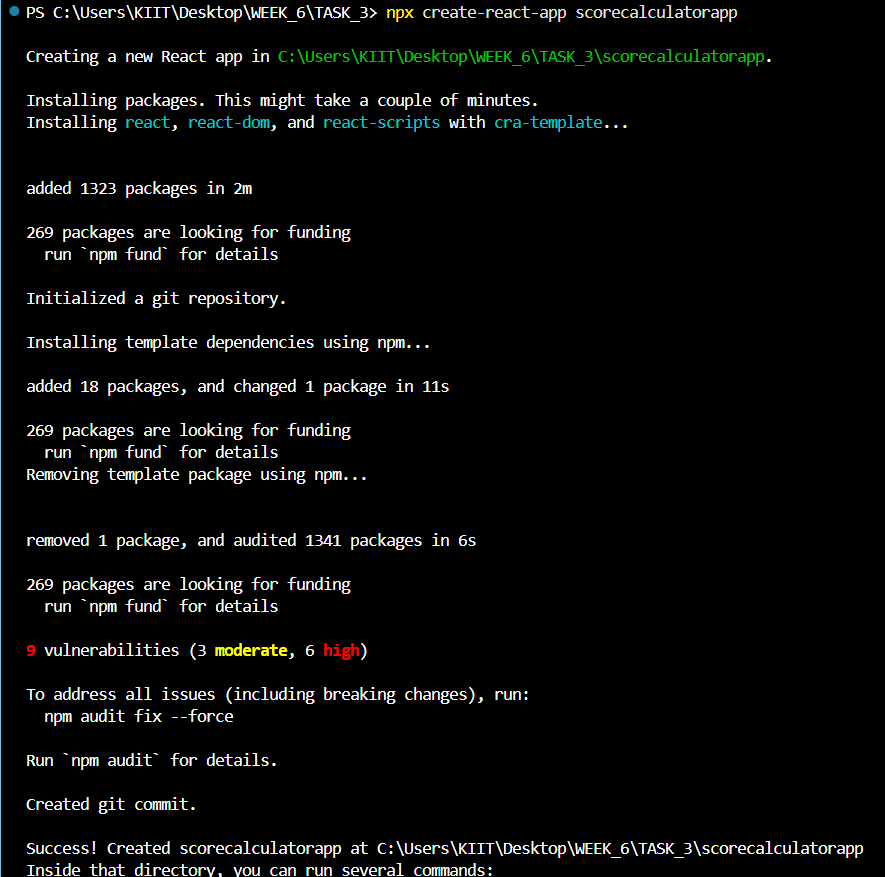 PS C:\Users\KIIT\Desktop\WEEK_6\TASK_3> npx create-react-app scorecalculatorapp
Creating a new React app in C:\Users\KIIT\Desktop\WEEK_6\TASK_3\scorecalculatorapp.
Installing packages. This might take a couple of minutes.
Installing react, react-dom, and react-scripts with cra-template...
added 1323 packages in 2m
269 packages are looking for funding
  run `npm fund` for details
Initialized a git repository.
Installing template dependencies using npm...
added 18 packages, and changed 1 package in 11s
269 packages are looking for funding
  run `npm fund` for details
Removing template package using npm...
removed 1 package, and audited 1341 packages in 6s
269 packages are looking for funding
  run `npm fund` for details
9 vulnerabilities (3 moderate, 6 high)
To address all issues (including breaking changes), run:
  npm audit fix --force
Run `npm audit` for details.
Created git commit.
Success! Created scorecalculatorapp at C:\Users\KIIT\Desktop\WEEK_6\TASK_3\scorecalculatorapp
Inside that directory, you can run several commands: